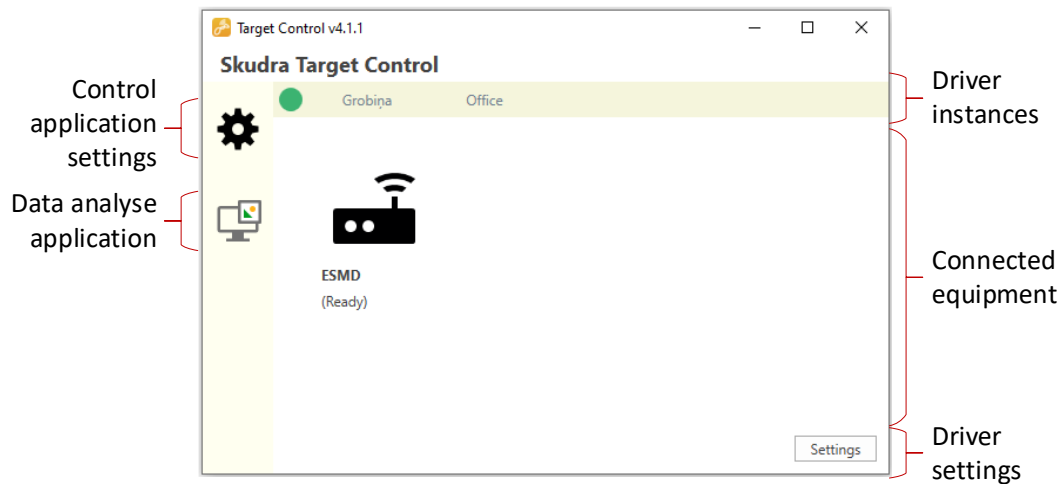 Target Control v4.1.1
Skudra Target Control
Grobiņa Office
Control
application
settings
Data analyse
application
ESMD
(Ready)
Driver
instances
Connected
equipment
Settings
Driver
settings